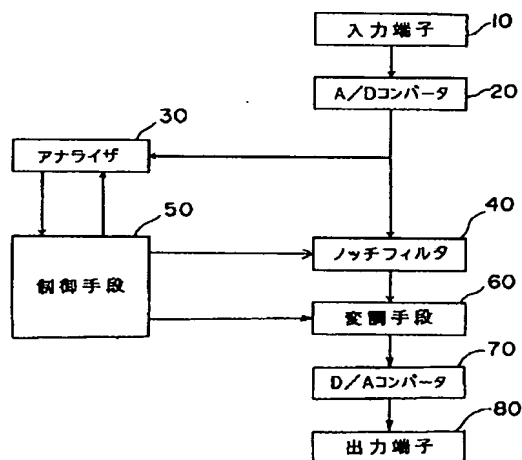 入力端子
10
A/Dコンバータ
20
30
アナライザ
50
制御手段
40
ノッチフィルタ
60
変調手段
70
D/Aコンバータ
80
出力端子